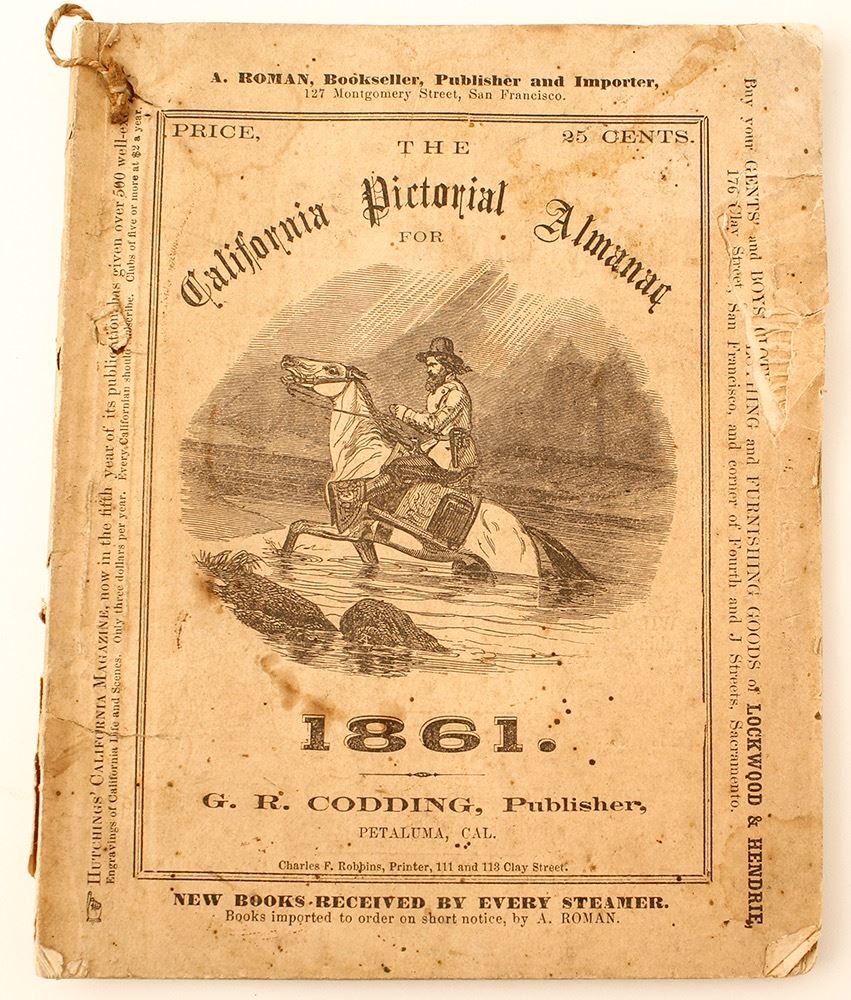 A. ROMAN, Bookseller, Publisher and Importer,
127 Montgomery Street, San Francisco.
PRICE, 25 CENTS.
THE
California Pictorial Almanac
FOR
1861.
G. R. CODDING, Publisher,
PETALUMA, CAL.
Charles F. Robbins, Printer, 111 and 113 Clay Street.
NEW BOOKS RECEIVED BY EVERY STEAMER.
Books imported to order on short notice, by A. ROMAN.
HUTCHINGS' CALIFORNIA MAGAZINE, now in the fifth year of its publication has given over 500 well-
Engravings of California Life and Scenes. Only three dollars per year. Every Californian should subscribe. Clubs of five or more at $2 a year.
Buy your GENTS' and BOYS' CLOTHING and FURNISHING GOODS of LOCKWOOD & HENDRIE,
176 Clay Street, San Francisco, and corner of Fourth and J Streets, Sacramento.